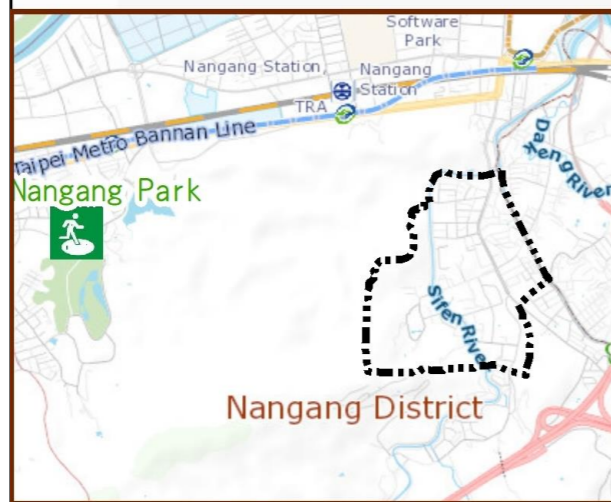 Software
Park
Nangang Station,
TRA
Nangang
Station
Taipei Metro Bannan Line
Dakeng
River
Nangang Park
Sifen River
Nangang District